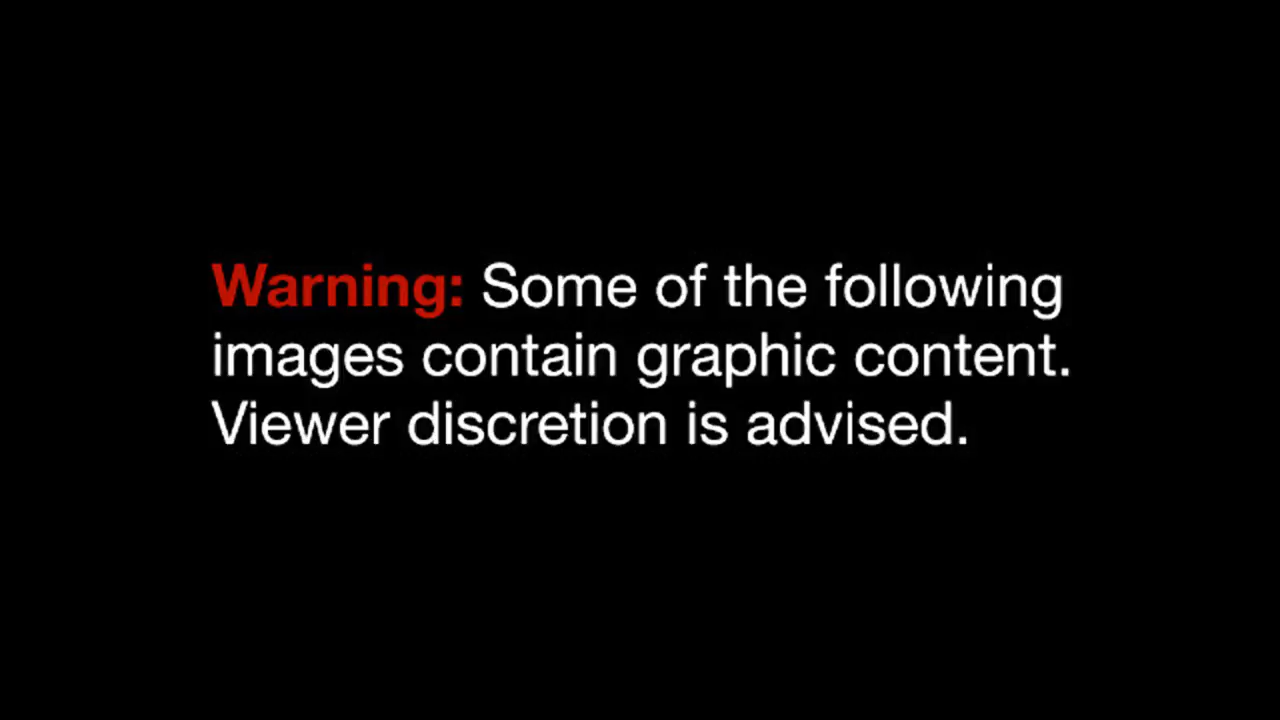 Warning: Some of the following
images contain graphic content.
Viewer discretion is advised.